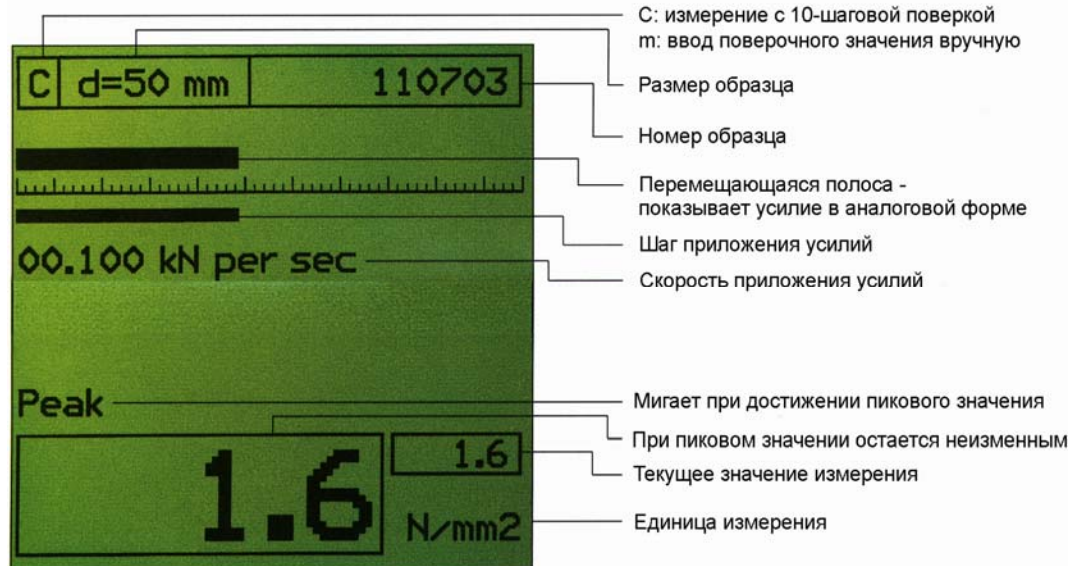 C: измерение с 10-шаговой поверкой
m: ввод поверочного значения вручную
C d=50 mm 110703
Размер образца
Номер образца
Перемещающаяся полоса -
показывает усилие в аналоговой форме
Шаг приложения усилий
00.100 kN per sec
Скорость приложения усилий
Peak
Мигает при достижении пикового значения
При пиковом значении остается неизменным
1.6
1.6
Текущее значение измерения
N/mm2
Единица измерения